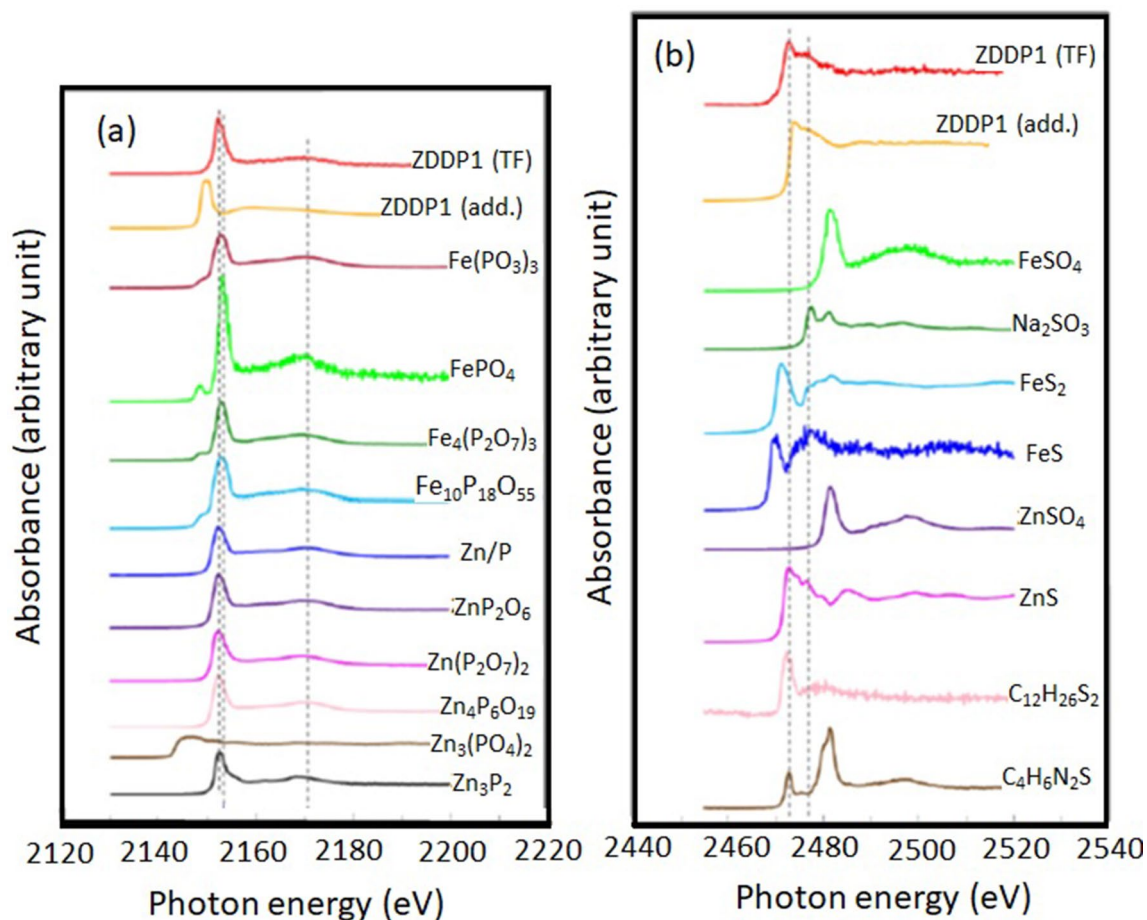 (a)
ZDDP1 (TF)
ZDDP1 (add.)
Fe(PO₃)₃
FePO₄
Fe₄(P₂O₇)₃
Fe₁₀P₁₈O₅₅
Zn/P
ZnP₂O₆
Zn(P₂O₇)₂
Zn₄P₆O₁₉
Zn₃(PO₄)₂
Zn₃P₂
Absorbance (arbitrary unit)
2120 2140 2160 2180 2200 2220
Photon energy (eV)
(b)
ZDDP1 (TF)
ZDDP1 (add.)
FeSO₄
Na₂SO₃
FeS₂
FeS
ZnSO₄
ZnS
C₁₂H₂₆S₂
C₄H₆N₂S
Absorbance (arbitrary unit)
2440 2460 2480 2500 2520 2540
Photon energy (eV)